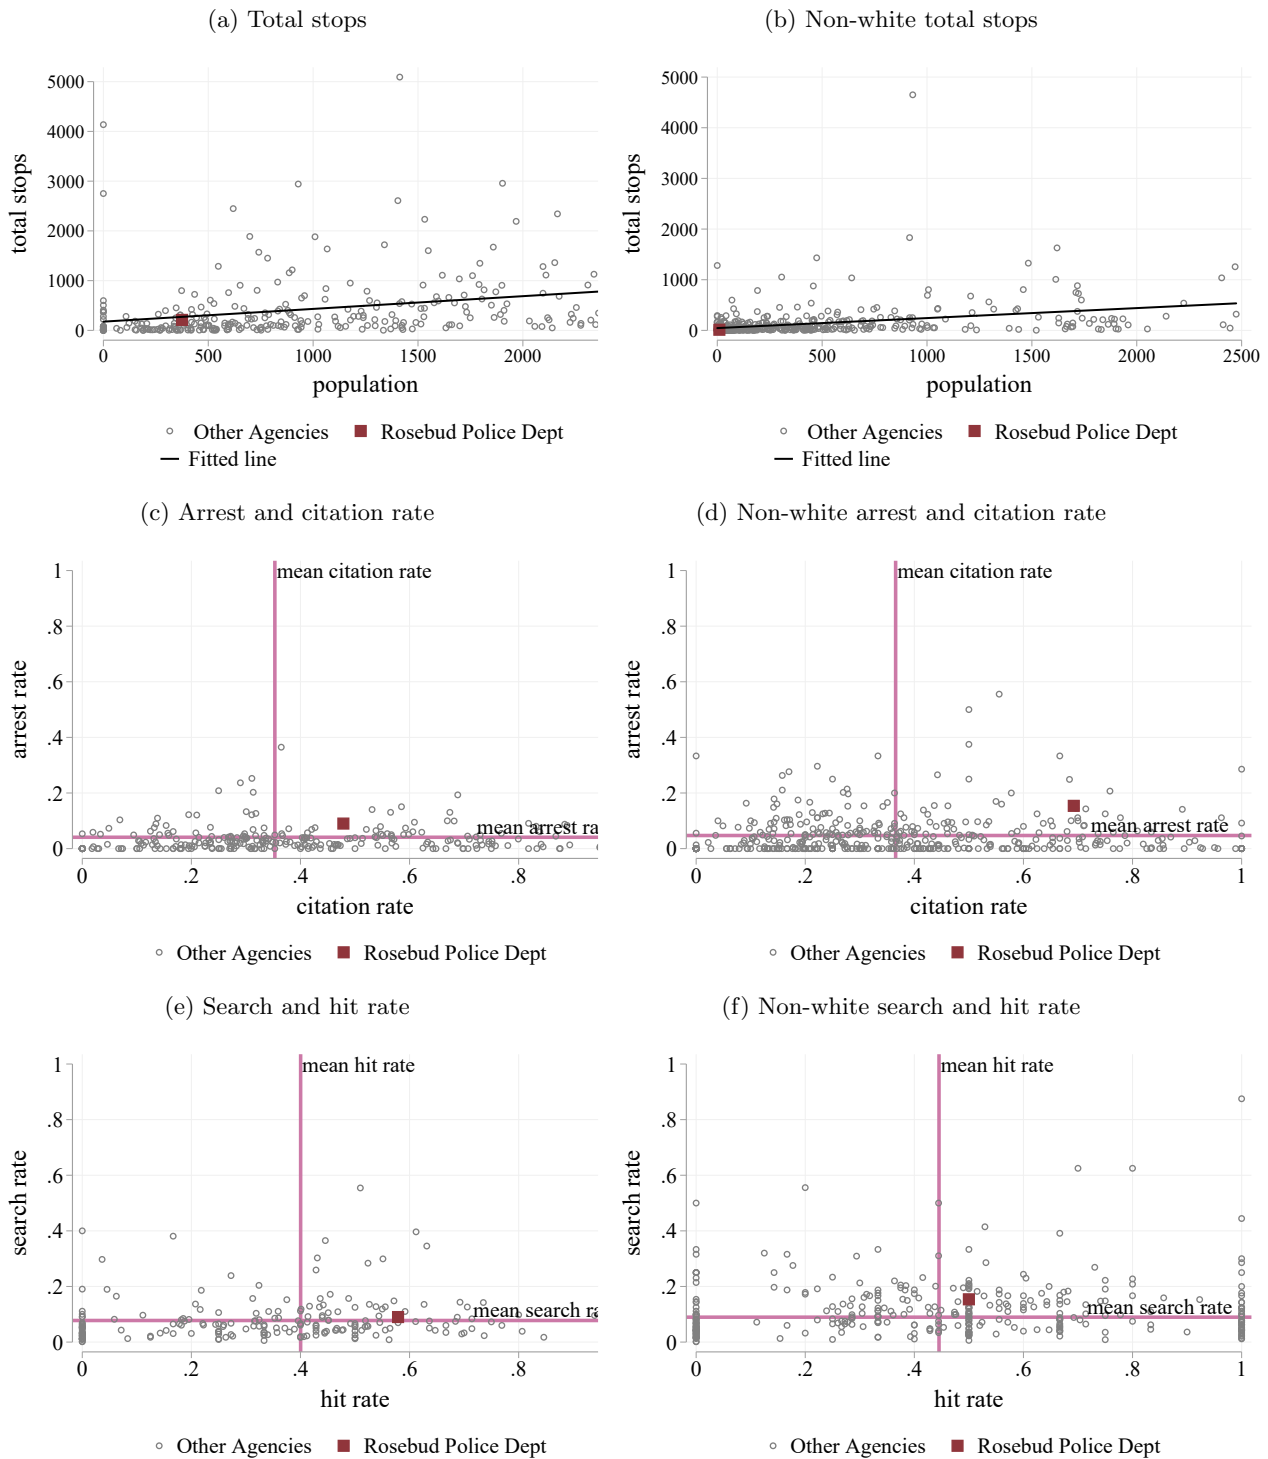 (a) Total stops
(b) Non-white total stops
5000
4000
3000
2000
1000
0
total stops
0 500 1000 1500 2000
population
Other Agencies Rosebud Police Dept
Fitted line
5000
4000
3000
2000
1000
0
total stops
0 500 1000 1500 2000 2500
population
Other Agencies Rosebud Police Dept
Fitted line
(c) Arrest and citation rate
(d) Non-white arrest and citation rate
1
.8
.6
.4
.2
0
arrest rate
mean citation rate
mean arrest ra
0 .2 .4 .6 .8
citation rate
Other Agencies Rosebud Police Dept
1
.8
.6
.4
.2
0
arrest rate
mean citation rate
mean arrest rate
0 .2 .4 .6 .8 1
citation rate
Other Agencies Rosebud Police Dept
(e) Search and hit rate
(f) Non-white search and hit rate
1
.8
.6
.4
.2
0
search rate
mean hit rate
mean search ra
0 .2 .4 .6 .8
hit rate
Other Agencies Rosebud Police Dept
1
.8
.6
.4
.2
0
search rate
mean hit rate
mean search rate
0 .2 .4 .6 .8 1
hit rate
Other Agencies Rosebud Police Dept